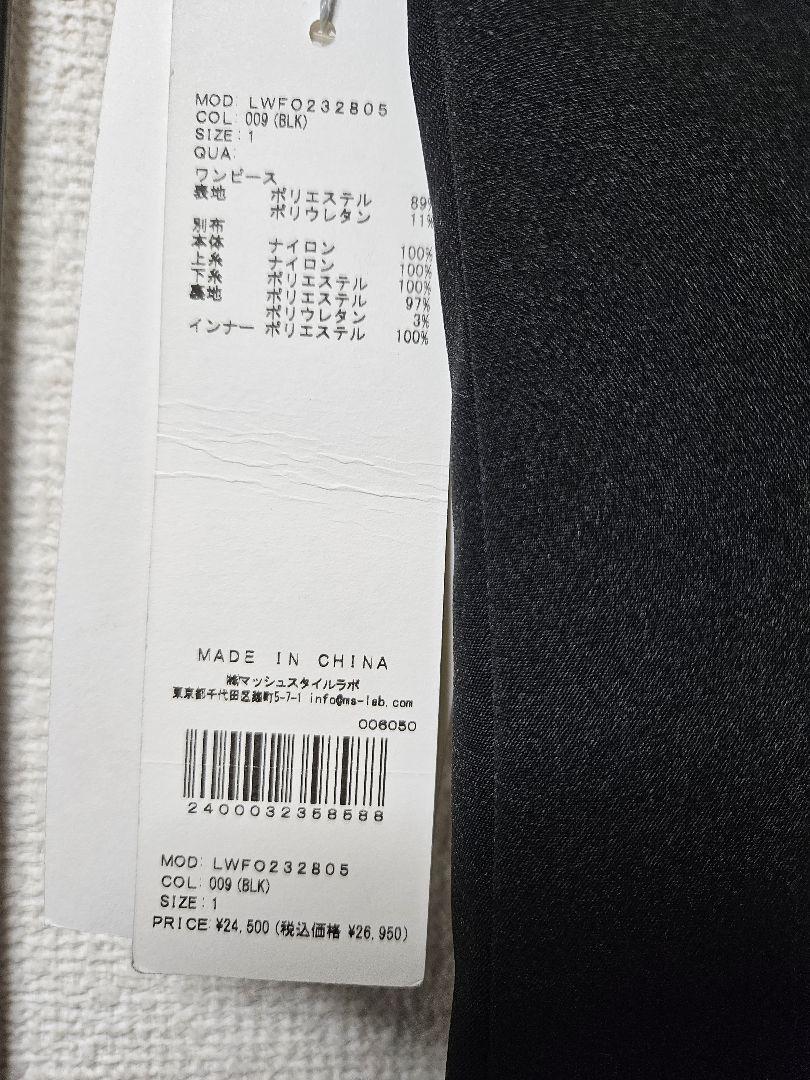 MOD: LWFO232805
COL: 009(BLK)
SIZE: 1
QUA:
ワンピース
表地 ポリエステル 89%
ポリウレタン 11%
別布
本体 ナイロン 100%
上糸 ナイロン 100%
下糸 ポリエステル 100%
裏地 ポリエステル 97%
ポリウレタン 3%
インナー ポリエステル 100%
MADE IN CHINA
㈱マッシュスタイルラボ
東京都千代田区麹町5-7-1 info@ms-lab.com
006050
2400032358588
MOD: LWFO232805
COL: 009(BLK)
SIZE: 1
PRICE: ¥24,500(税込価格 ¥26,950)